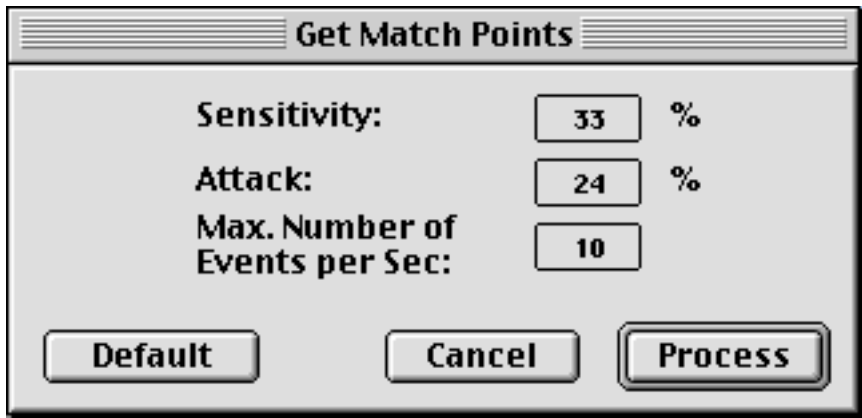 Get Match Points
Sensitivity: 33 %
Attack: 24 %
Max. Number of
Events per Sec: 10
Default Cancel Process